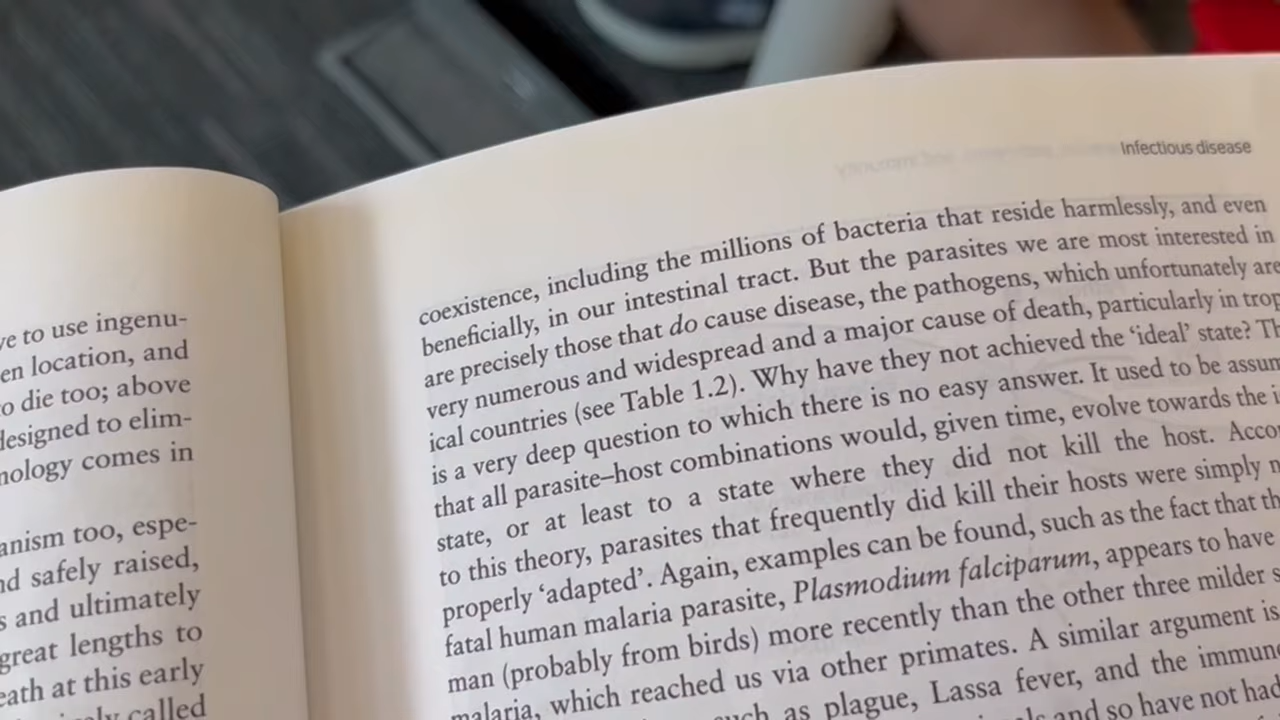 to use ingenu-
en location, and
o die too; above
designed to elim-
nology comes in
anism too, espe-
nd safely raised,
s and ultimately
great lengths to
eath at this early
called
Infectious disease
coexistence, including the millions of bacteria that reside harmlessly, and even
beneficially, in our intestinal tract. But the parasites we are most interested in
are precisely those that do cause disease, the pathogens, which unfortunately are
very numerous and widespread and a major cause of death, particularly in trop
ical countries (see Table 1.2). Why have they not achieved the ‘ideal’ state? Th
is a very deep question to which there is no easy answer. It used to be assum
that all parasite–host combinations would, given time, evolve towards the i
state, or at least to a state where they did not kill the host. Accor
to this theory, parasites that frequently did kill their hosts were simply n
properly ‘adapted’. Again, examples can be found, such as the fact that th
fatal human malaria parasite, Plasmodium falciparum, appears to have
man (probably from birds) more recently than the other three milder s
malaria, which reached us via other primates. A similar argument is
such as plague, Lassa fever, and the immun
and so have not had